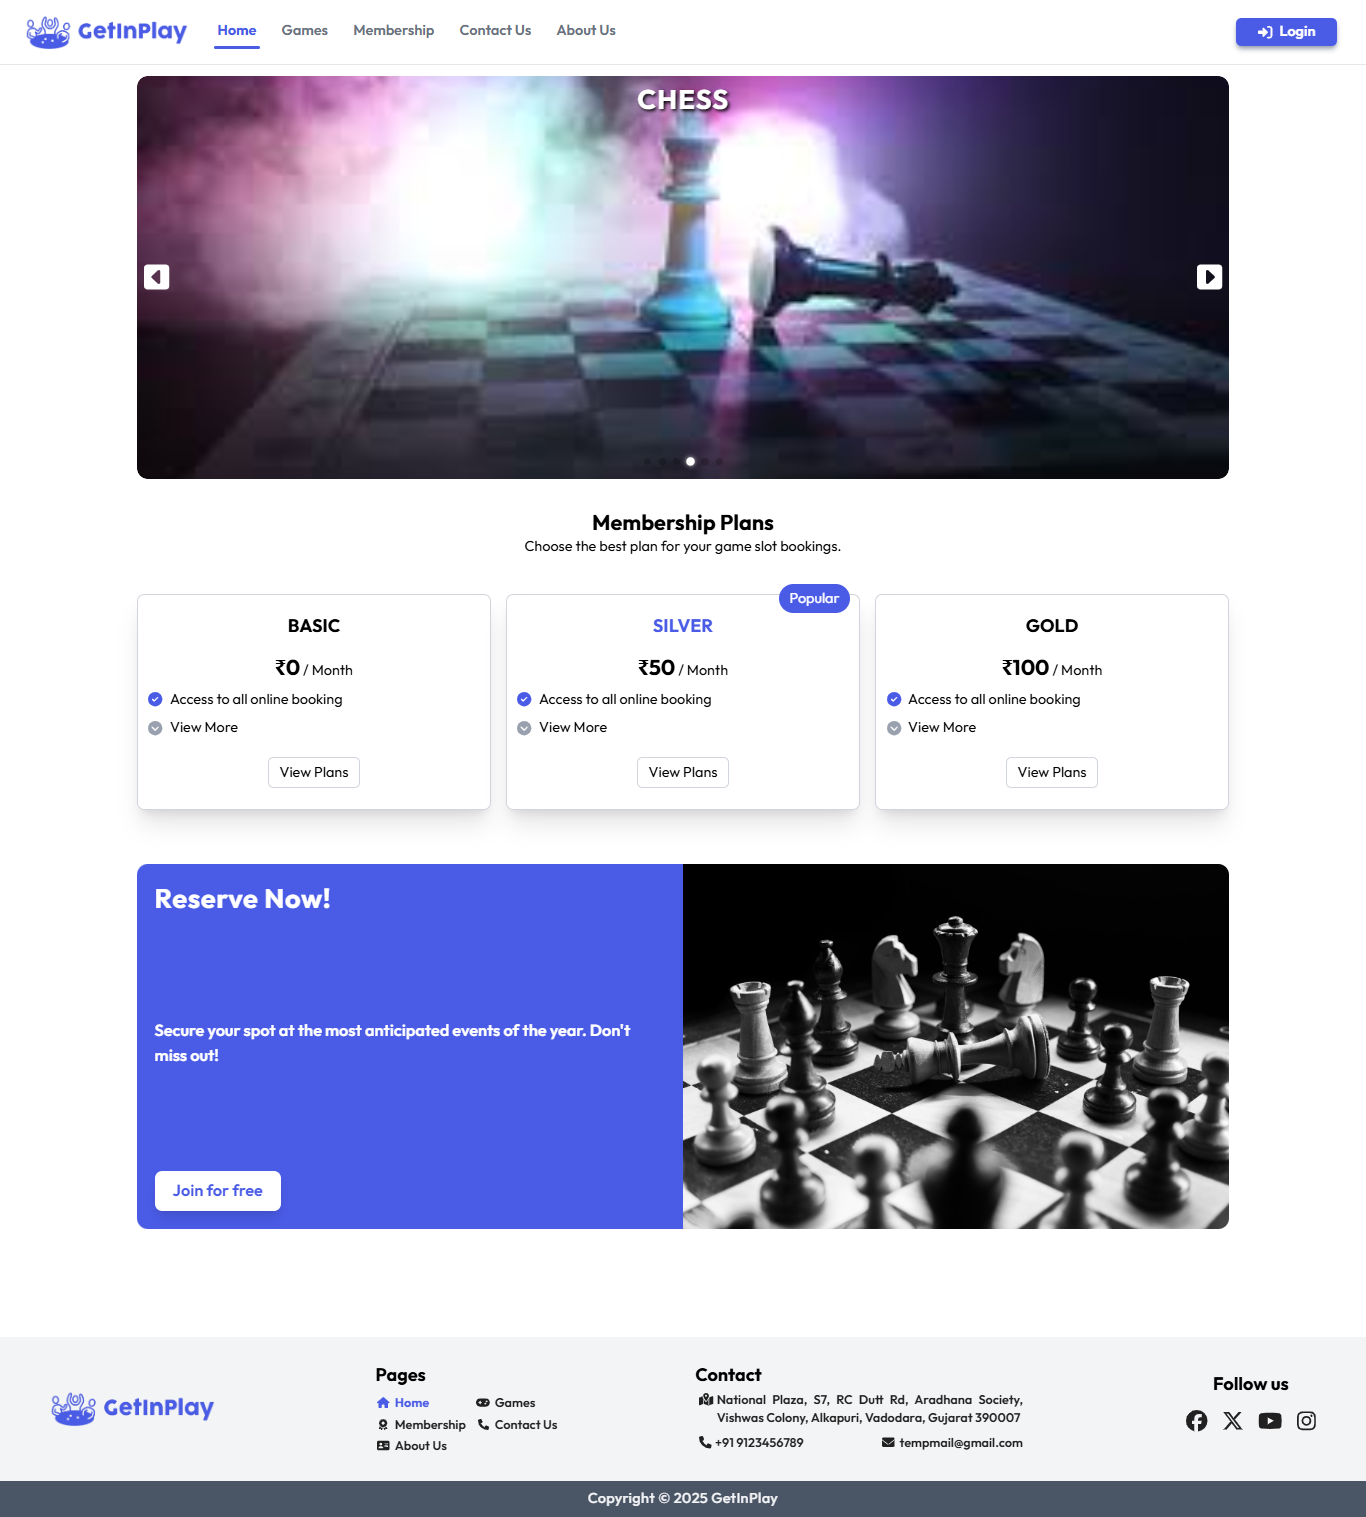 GetInPlay
Home
Games
Membership
Contact Us
About Us
Login
CHESS
Membership Plans
Choose the best plan for your game slot bookings.
BASIC
₹0 / Month
Access to all online booking
View More
View Plans
Popular
SILVER
₹50 / Month
Access to all online booking
View More
View Plans
GOLD
₹100 / Month
Access to all online booking
View More
View Plans
Reserve Now!
Secure your spot at the most anticipated events of the year. Don't
miss out!
Join for free
GetInPlay
Pages
Home
Games
Membership
Contact Us
About Us
Contact
National Plaza, S7, RC Dutt Rd, Aradhana Society,
Vishwas Colony, Alkapuri, Vadodara, Gujarat 390007
+91 9123456789
tempmail@gmail.com
Follow us
Copyright © 2025 GetInPlay